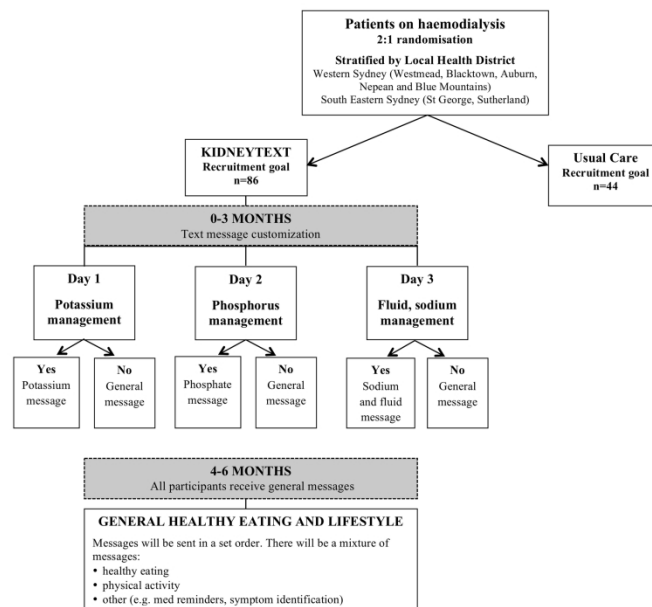 Patients on haemodialysis
2:1 randomisation
Stratified by Local Health District
Western Sydney (Westmead, Blacktown, Auburn,
Nepean and Blue Mountains)
South Eastern Sydney (St George, Sutherland)
KIDNEYTEXT
Recruitment goal
n=86
Usual Care
Recruitment goal
n=44
0-3 MONTHS
Text message customization
Day 1
Potassium
management
Day 2
Phosphorus
management
Day 3
Fluid, sodium
management
Yes
Potassium
message
No
General
message
Yes
Phosphate
message
No
General
message
Yes
Sodium
and fluid
message
No
General
message
4-6 MONTHS
All participants receive general messages
GENERAL HEALTHY EATING AND LIFESTYLE
Messages will be sent in a set order. There will be a mixture of
messages:
• healthy eating
• physical activity
• other (e.g. med reminders, symptom identification)